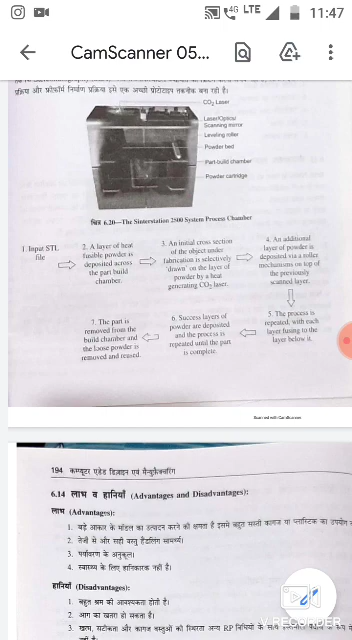 4G LTE 11:47
CamScanner 05...
प्रक्रिया और प्रोटोकॉर्म निर्माण प्रक्रिया इसे एक अच्छी प्रोटोटाइप तकनीक बना रही है।
CO₂ Laser
Laser/Optics/
Scanning mirror
Leveling roller
Powder bed
Part-build chamber
Powder cartridge
चित्र 6.20—The Sinterstation 2500 System Process Chamber
1. Input STL
file
2. A layer of heat
fusible powder is
deposited across
the part build
chamber.
3. An initial cross section
of the object under
fabrication is selectively
'drawn' on the layer of
powder by a heat
generating CO₂ laser.
4. An additional
layer of powder is
deposited via a roller
mechanisms on top of
the previously
scanned layer.
5. The process is
repeated, with each
layer fusing to the
layer below it.
6. Success layers of
powder are deposited
and the process is
repeated until the part
is complete.
7. The part is
removed from the
build chamber and
the loose powder is
removed and reused.
Scanned with CamScanner
194 कम्प्यूटर एडेड डिजाइन एवं मैन्युफैक्चरिंग
6.14 लाभ व हानियाँ (Advantages and Disadvantages):
लाभ (Advantages):
1. बड़े आकार के मॉडल का उत्पादन करने की क्षमता है इसमें बहुत सस्ती कागज या प्लास्टिक का उपयोग
2. तेजी से और सही वस्तु हैंडलिंग सामर्थ्य।
3. पर्यावरण के अनुकूल।
4. स्वास्थ्य के लिए हानिकारक नहीं है।
हानियाँ (Disadvantages):
1. बहुत श्रम की आवश्यकता होती है।
2. आग का खतरा हो सकता है।
3. खत्म, सटीकता और कागज वस्तुओं की स्थिरता अन्य RP विधियों के साथ
V RECORDER